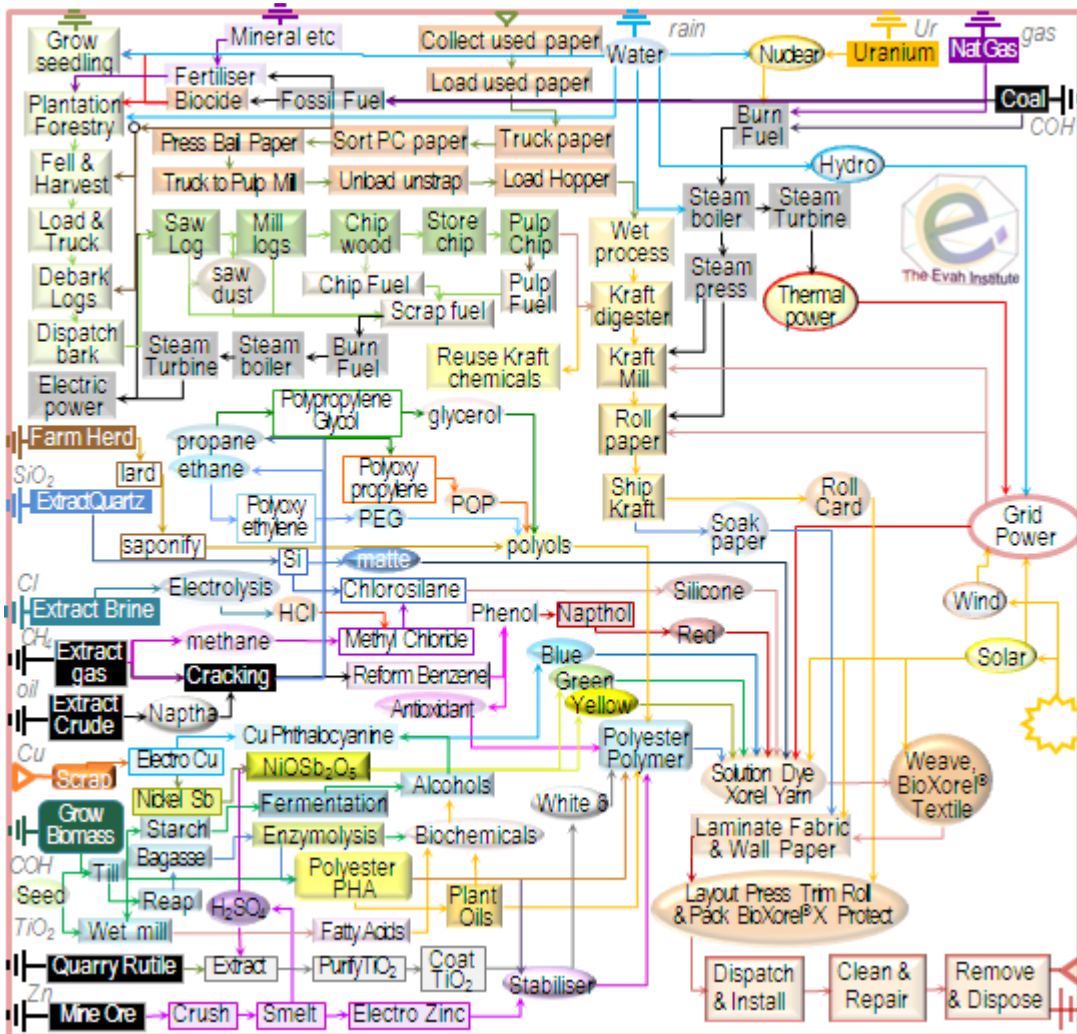 Grow
seedling
Mineral etc
Collect used paper
Water
rain
Nuclear
Ur
Uranium
Nat Gas
gas
Fertiliser
Load used paper
Biocide
Fossil Fuel
Coal
COH
Plantation
Forestry
Burn
Fuel
Press Bail Paper
Sort PC paper
Truck paper
Fell &
Harvest
Truck to Pulp Mill
Unload unstrap
Load Hopper
Hydro
Steam
boiler
Steam
Turbine
Load &
Truck
Saw
Log
Mill
logs
Chip
wood
Store
chip
Pulp
Chip
Wet
process
The Evah Institute
Debark
Logs
saw
dust
Chip Fuel
Pulp
Fuel
Scrap fuel
Steam
press
Kraft
digester
Thermal
power
Dispatch
bark
Steam
Turbine
Steam
boiler
Burn
Fuel
Reuse Kraft
chemicals
Kraft
Mill
Electric
power
Polypropylene
Glycol
glycerol
Roll
paper
Farm Herd
propane
SiO2
lard
ethane
Polyoxy
propylene
Extract Quartz
Polyoxy
ethylene
PEG
POP
Ship
Kraft
Roll
Card
Grid
Power
Soak
paper
saponify
Si
matte
polyols
Cl
Electrolysis
Chlorosilane
Silicone
Extract Brine
HCl
Phenol
Napthol
Wind
CH4
methane
Methyl Chloride
Red
Extract
gas
Cracking
Reform Benzene
Blue
Solar
oil
Green
Extract
Crude
Naptha
Antioxidant
Yellow
Cu
Cu Phthalocyanine
Polyester
Polymer
Scrap
Electro Cu
NiOSb2O5
Alcohols
Solution Dye
Xorel Yarn
Weave,
BioXorel®
Textile
Nickel Sb
Fermentation
White 6
Grow
Biomass
Starch
Enzymolysis
Biochemicals
Laminate Fabric
& Wall Paper
Bagasse
COH
Till
Polyester
PHA
Plant
Oils
Layout Press Trim Roll
& Pack BioXorel® X Protect
Seed
Reap
H2SO4
TiO2
Wet mill
Fatty Acids
Quarry Rutile
Extract
Purify TiO2
Coat
TiO2
Stabiliser
Dispatch
& Install
Clean &
Repair
Remove
& Dispose
Zn
Mine Ore
Crush
Smelt
Electro Zinc